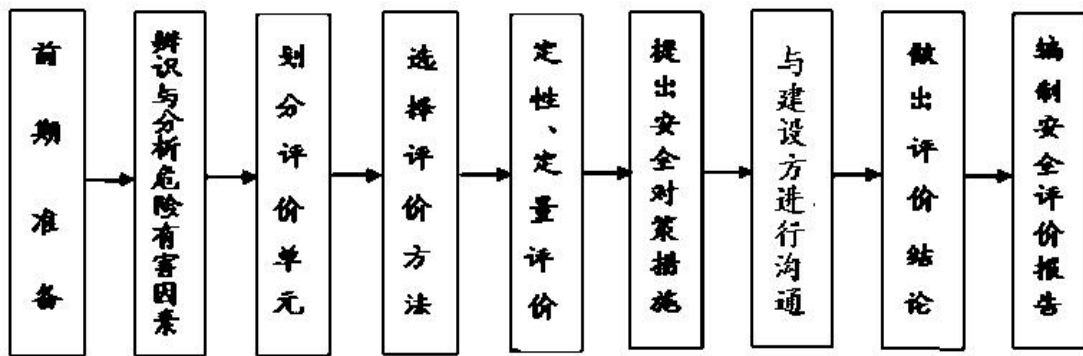 前期准备
辨识与分析危险有害因素
划分评价单元
选择评价方法
定性、定量评价
提出安全对策措施
与建设方进行沟通
做出评价结论
编制安全评价报告